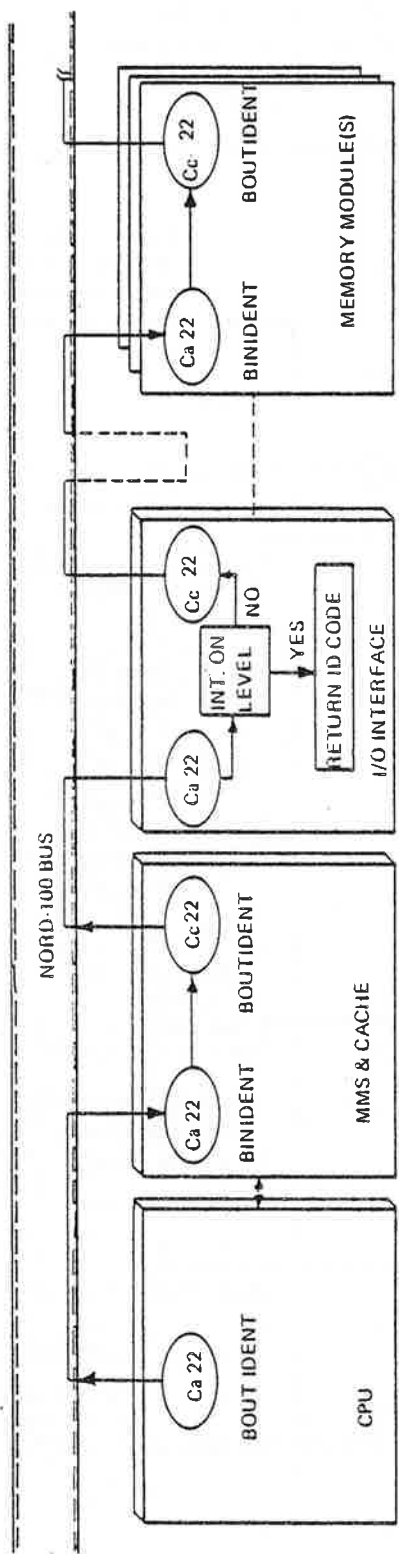 NORD-100 BUS
Ca 22
BOUT IDENT
CPU
Ca 22
Cc 22
BINIDENT
BOUTIDENT
MMS & CACHE
Ca 22
Cc 22
INT. ON
LEVEL
NO
YES
RETURN ID CODE
I/O INTERFACE
Ca 22
Cc 22
BINIDENT
BOUTIDENT
MEMORY MODULE(S)